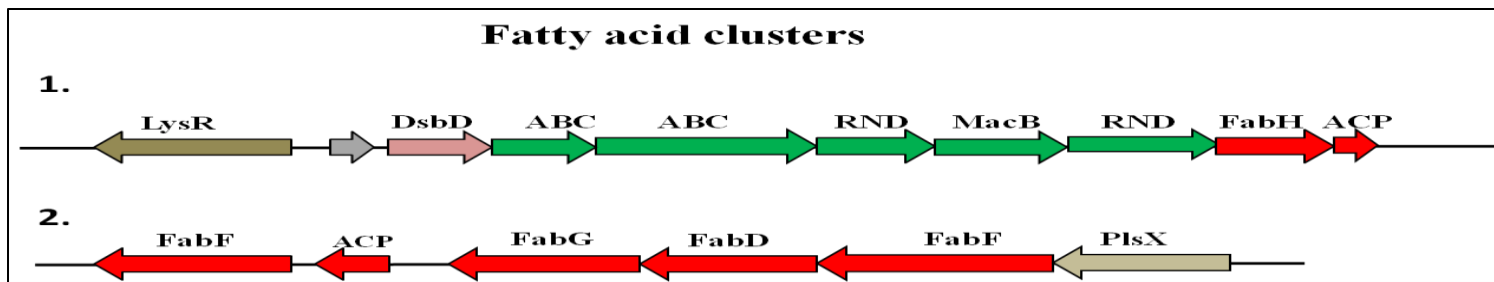 Fatty acid clusters
1.
LysR DsbD ABC ABC RND MacB RND FabH ACP
2.
FabF ACP FabG FabD FabF PlsX